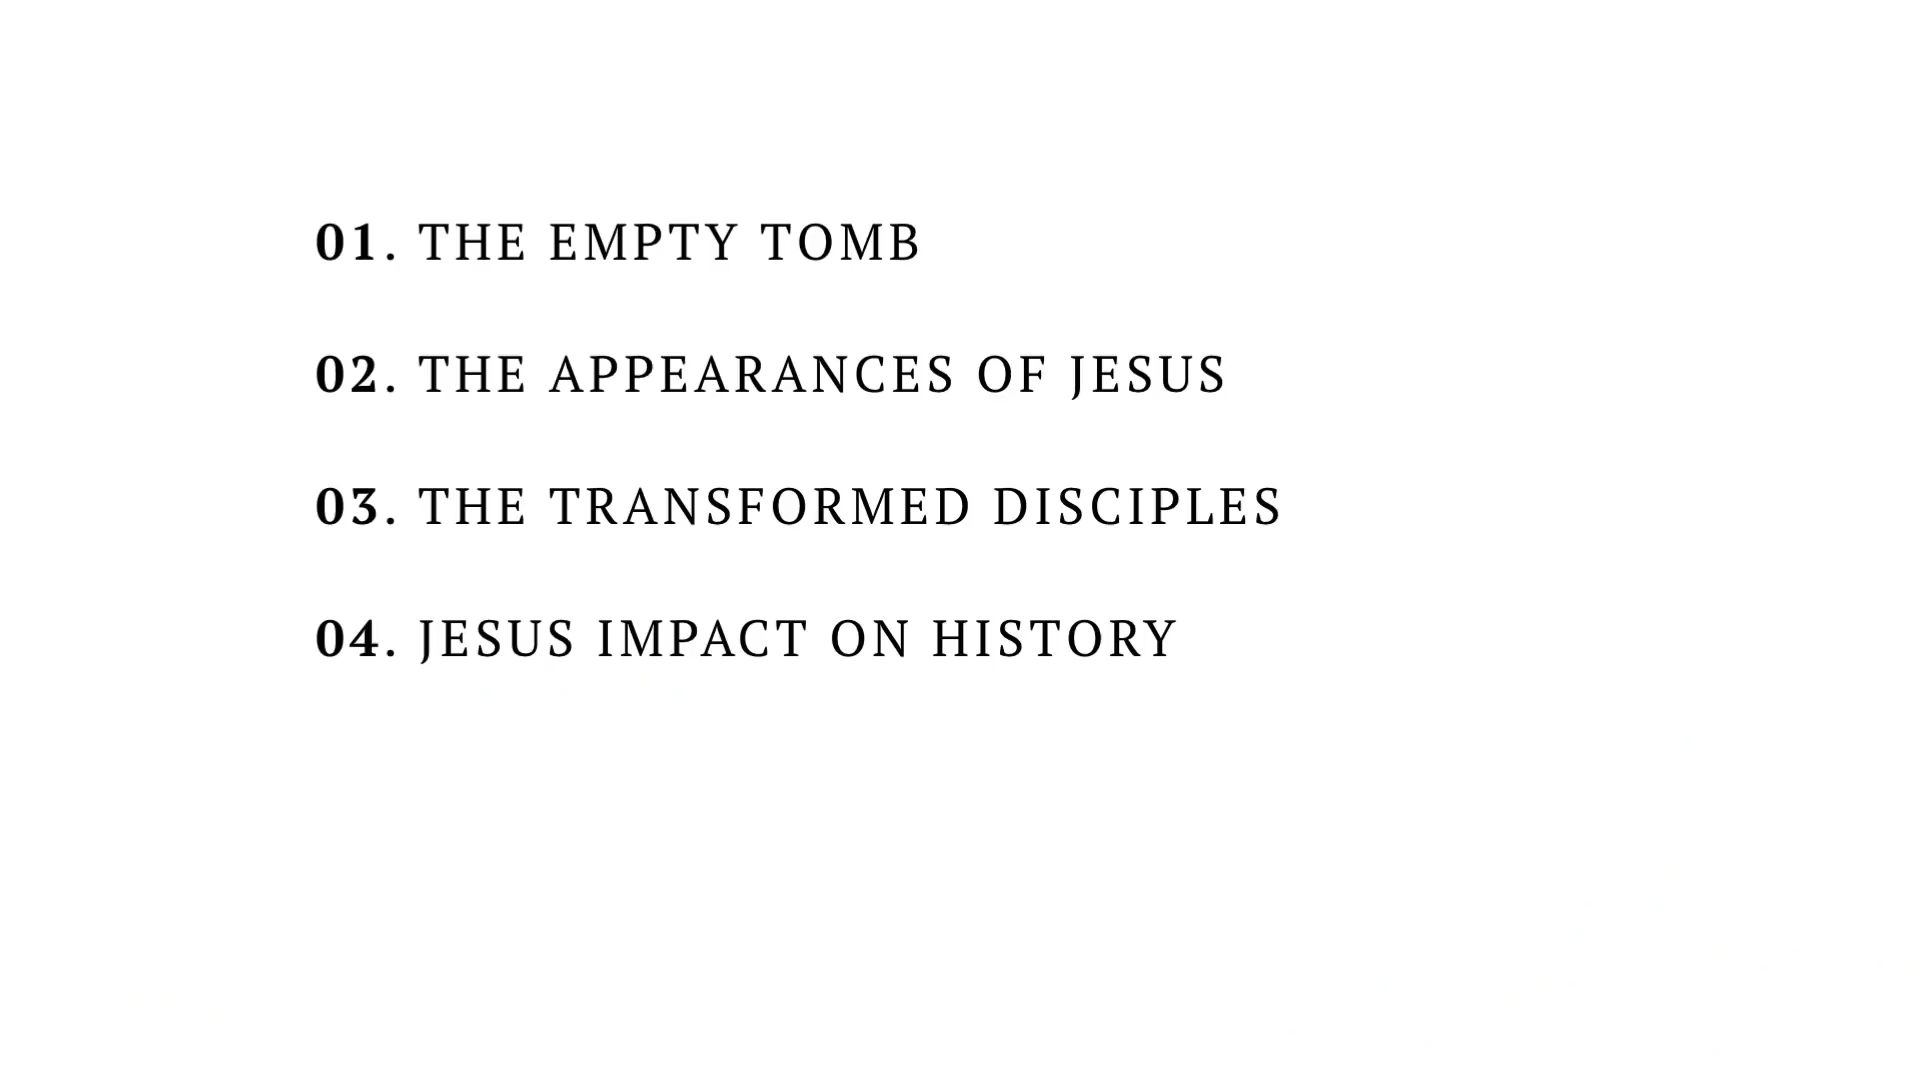 01. THE EMPTY TOMB
02. THE APPEARANCES OF JESUS
03. THE TRANSFORMED DISCIPLES
04. JESUS IMPACT ON HISTORY